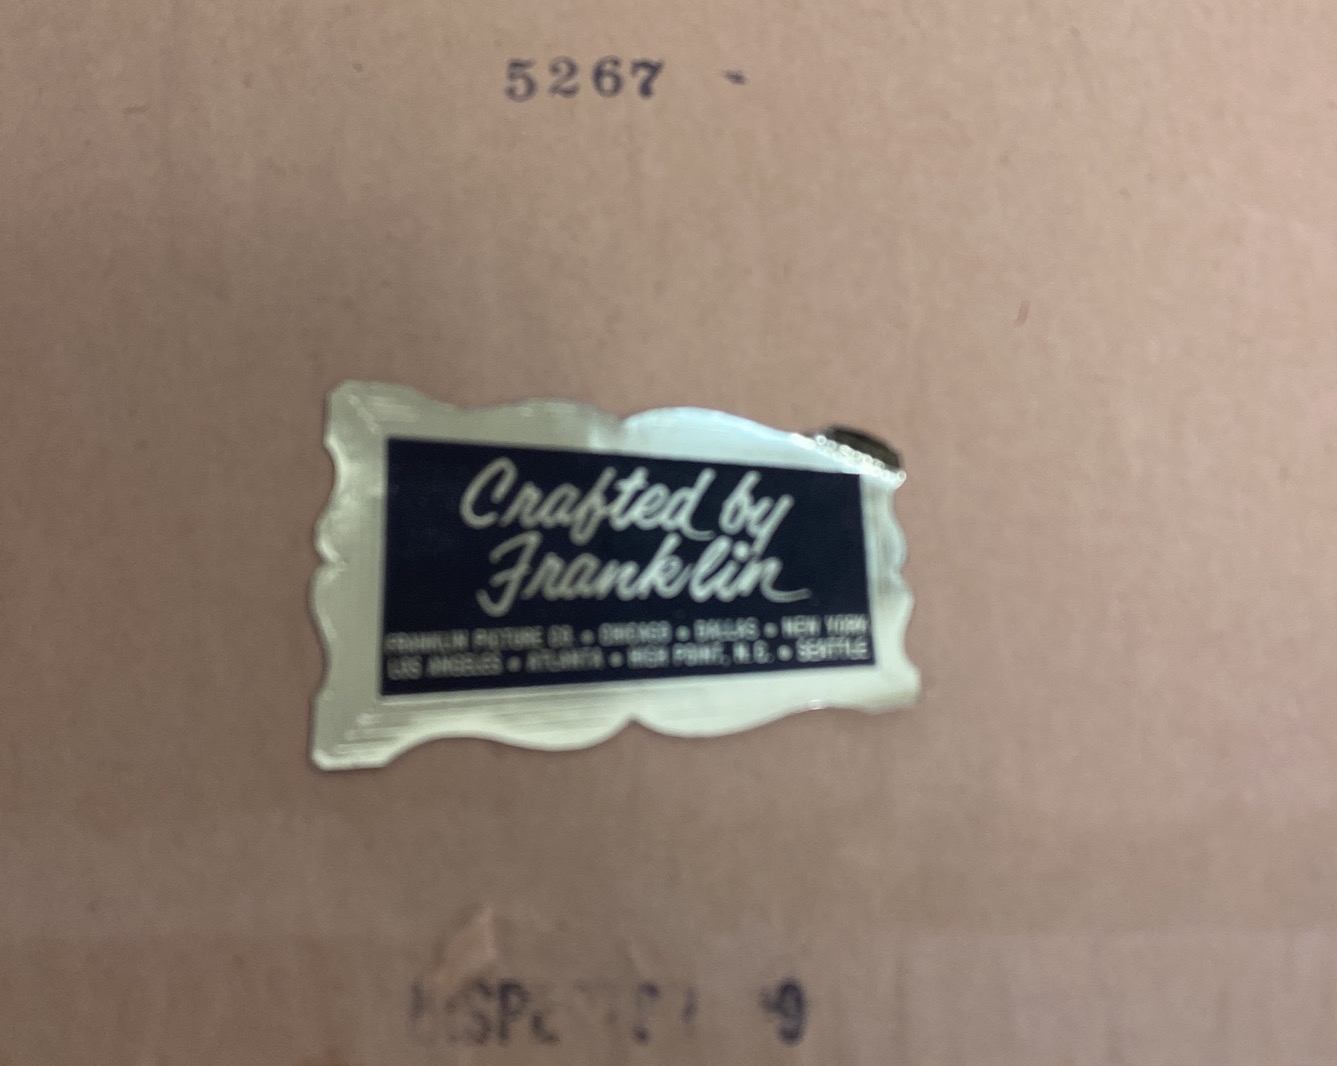 5267 -
Crafted by
Franklin
FRANKLIN PICTURE CO. • CHICAGO • DALLAS • NEW YORK
LOS ANGELES • ATLANTA • HIGH POINT, N.C. • SEATTLE